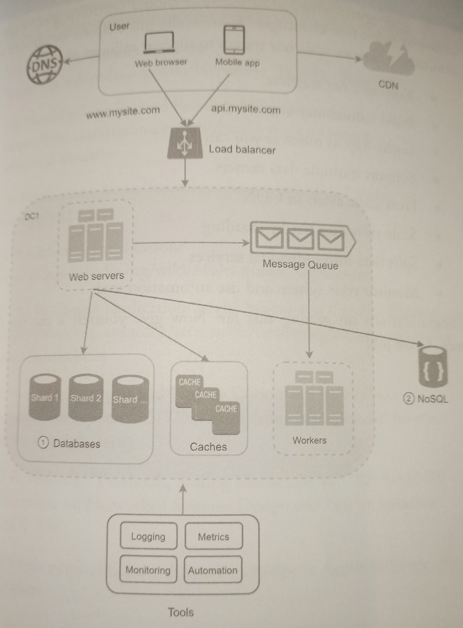 User
DNS
Web browser
Mobile app
CDN
www.mysite.com
api.mysite.com
Load balancer
DC1
Web servers
Message Queue
Shard 1
Shard 2
Shard ...
1 Databases
CACHE
CACHE
CACHE
Caches
Workers
{ }
2 NoSQL
Logging
Metrics
Monitoring
Automation
Tools